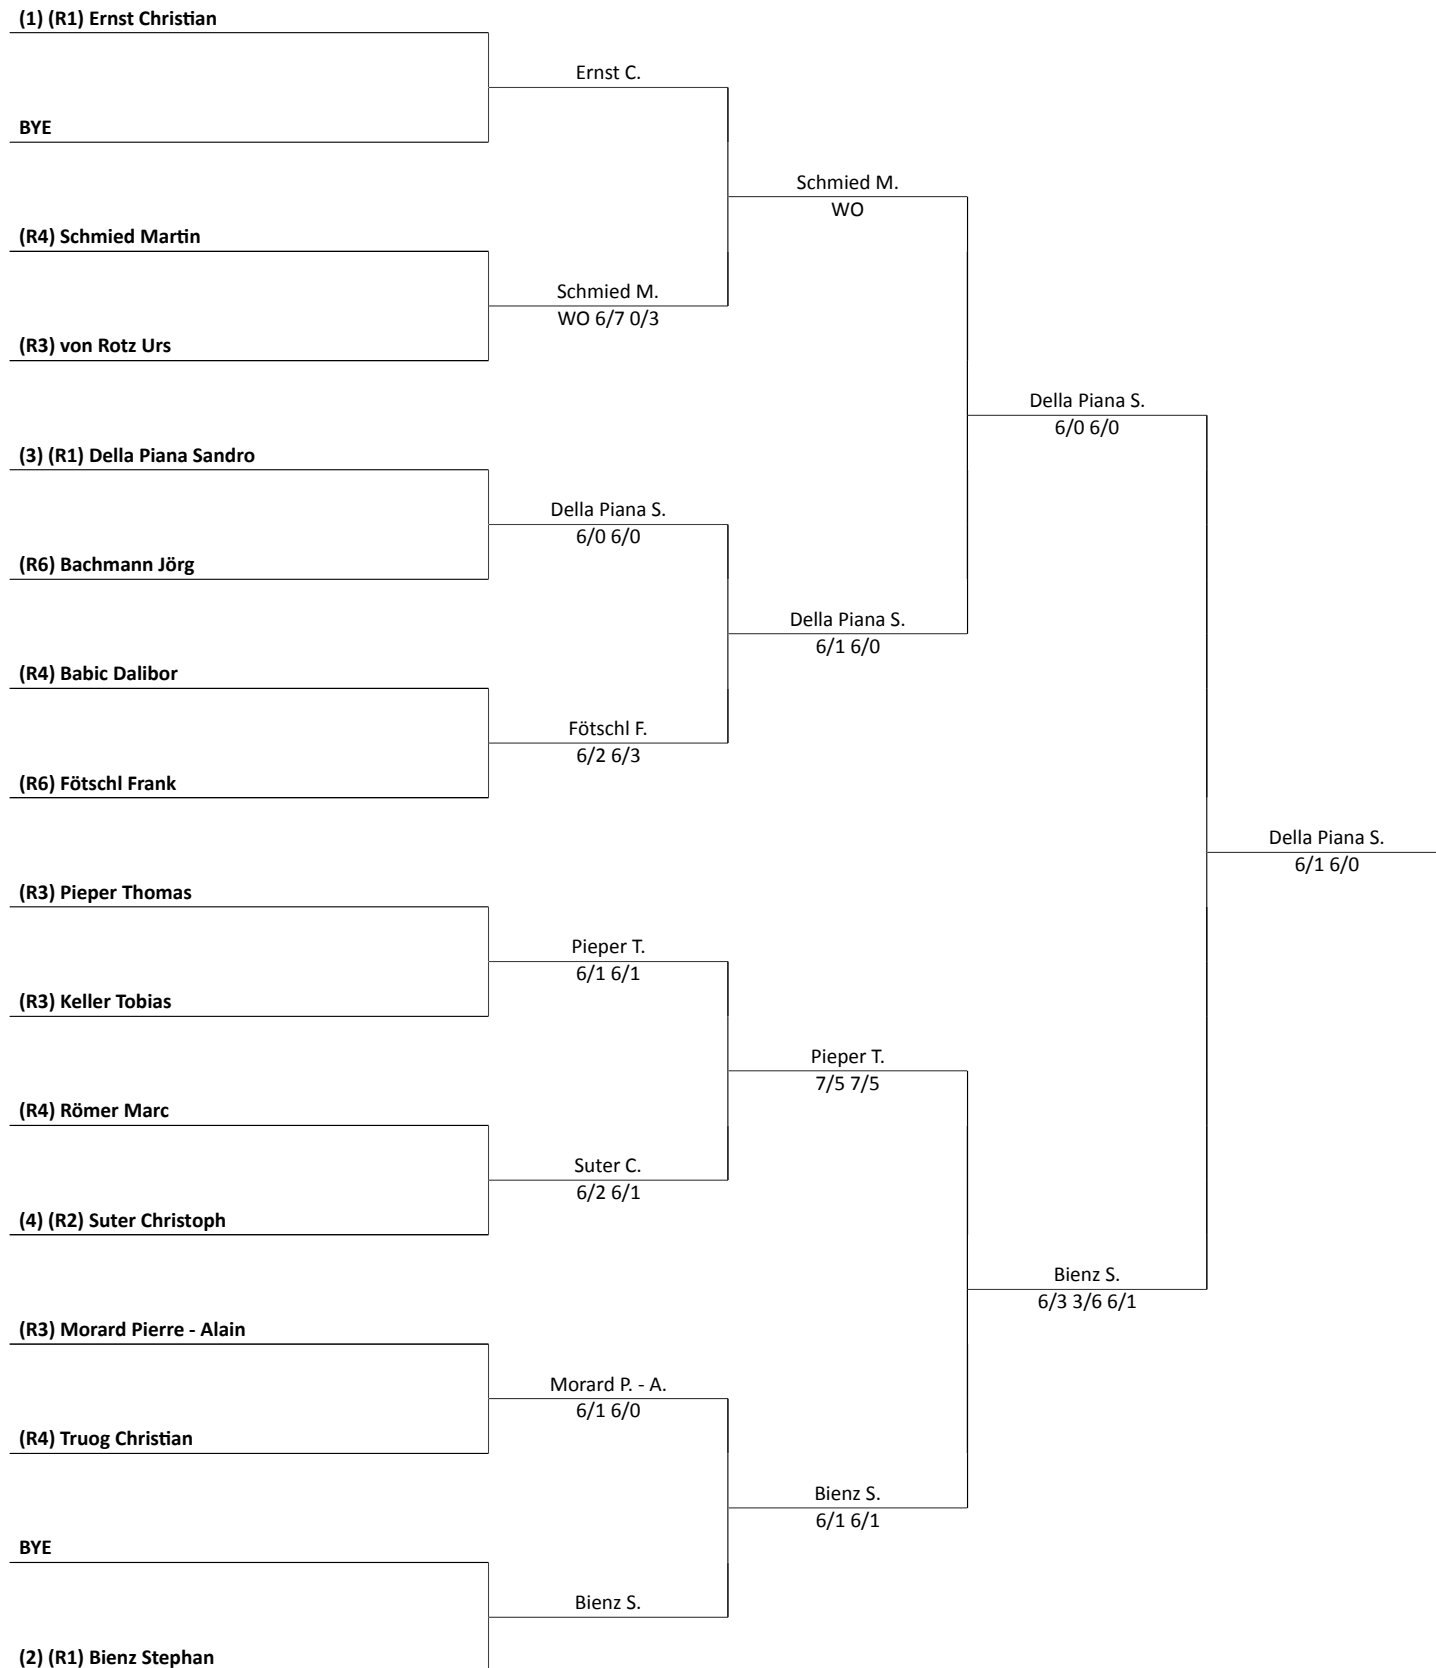 (1) (R1) Ernst Christian
Ernst C.
BYE
Schmied M.
WO
(R4) Schmied Martin
Schmied M.
WO 6/7 0/3
(R3) von Rotz Urs
Della Piana S.
6/0 6/0
(3) (R1) Della Piana Sandro
Della Piana S.
6/0 6/0
(R6) Bachmann Jörg
Della Piana S.
6/1 6/0
(R4) Babic Dalibor
Fötschl F.
6/2 6/3
(R6) Fötschl Frank
Della Piana S.
6/1 6/0
(R3) Pieper Thomas
Pieper T.
6/1 6/1
(R3) Keller Tobias
Pieper T.
7/5 7/5
(R4) Römer Marc
Suter C.
6/2 6/1
(4) (R2) Suter Christoph
Bienz S.
6/3 3/6 6/1
(R3) Morard Pierre - Alain
Morard P. - A.
6/1 6/0
(R4) Truog Christian
Bienz S.
6/1 6/1
BYE
Bienz S.
(2) (R1) Bienz Stephan